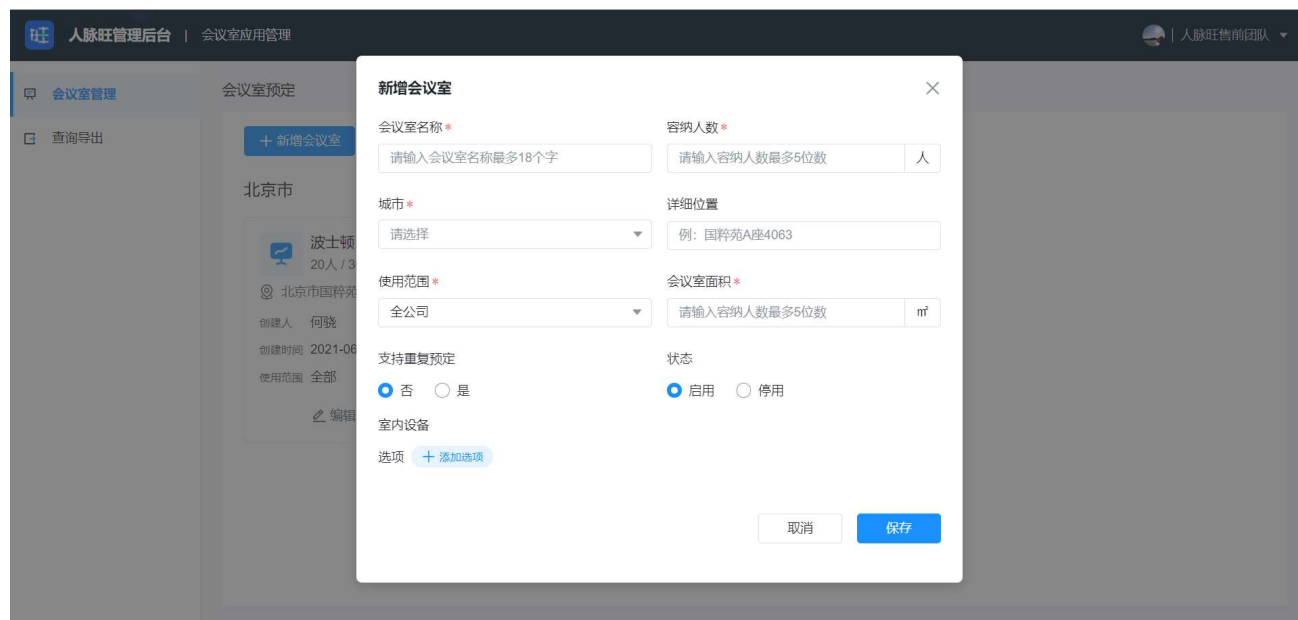 旺 人脉旺管理后台 | 会议室应用管理 | 人脉旺售前团队
会议室管理
查询导出
会议室预定
+ 新增会议室
北京市
波士顿
20人 / 3
北京市国粹苑
创建人 何骁
创建时间 2021-06
使用范围 全部
编辑
新增会议室
会议室名称* 容纳人数*
请输入会议室名称最多18个字 请输入容纳人数最多5位数 人
城市* 详细位置
请选择 例：国粹苑A座4063
使用范围* 会议室面积*
全公司 请输入容纳人数最多5位数 ㎡
支持重复预定 状态
否 是 启用 停用
室内设备
选项 + 添加选项
取消 保存